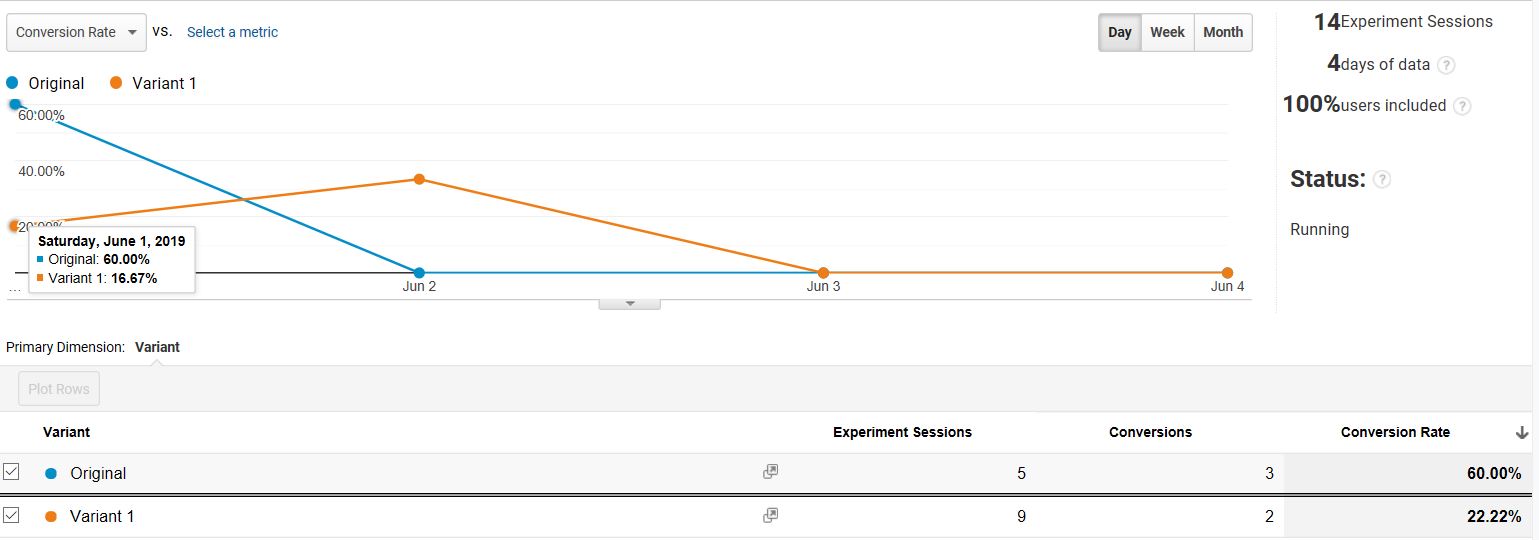 Conversion Rate vs. Select a metric
Day Week Month
Original Variant 1
60.00%
40.00%
20.00%
Saturday, June 1, 2019
Original: 60.00%
Variant 1: 16.67%
... Jun 2 Jun 3 Jun 4
14 Experiment Sessions
4 days of data ?
100% users included ?
Status: ?
Running
Primary Dimension: Variant
Plot Rows
Variant Experiment Sessions Conversions Conversion Rate
Original 5 3 60.00%
Variant 1 9 2 22.22%